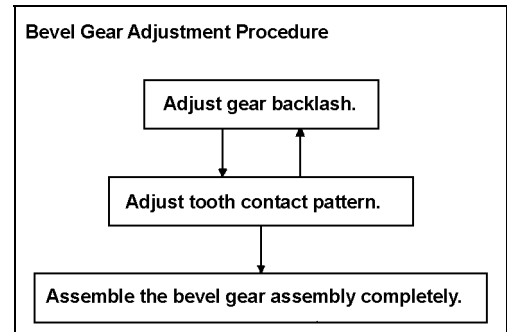 Bevel Gear Adjustment Procedure
Adjust gear backlash.
Adjust tooth contact pattern.
Assemble the bevel gear assembly completely.